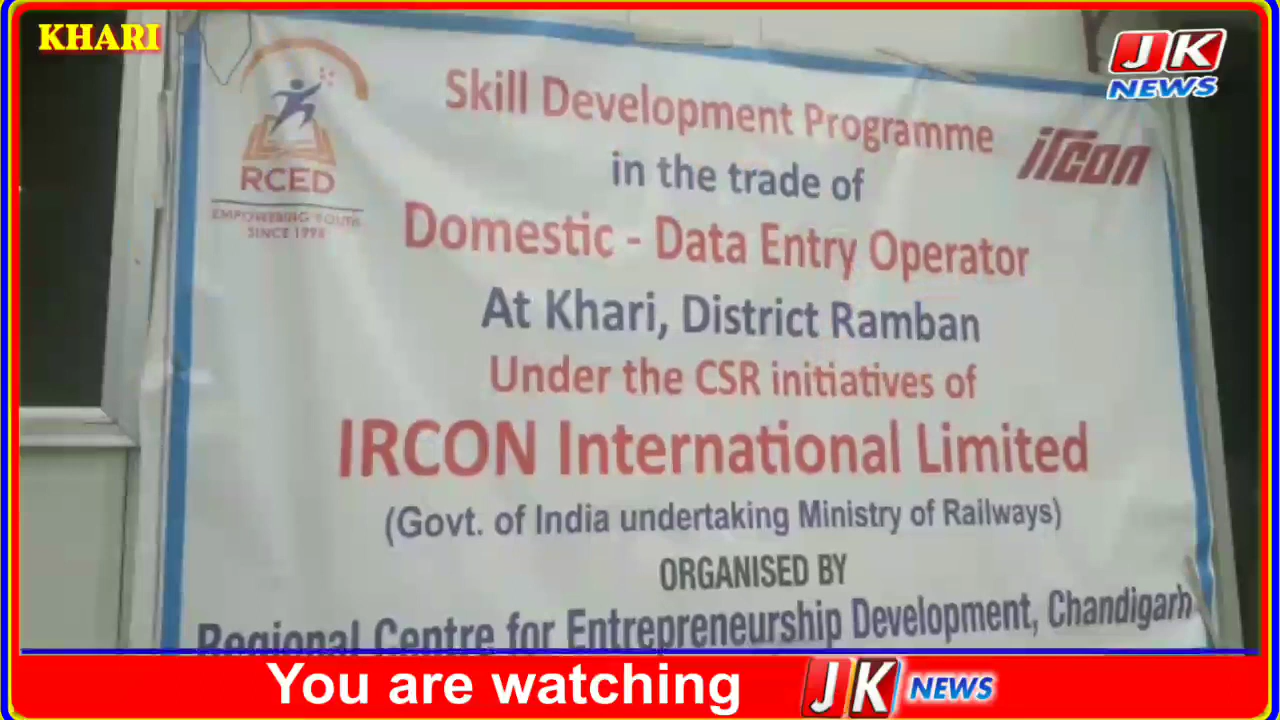 KHARI
JK
NEWS
RCED
EMPOWERING YOUTH
SINCE 1998
Skill Development Programme
ircon
in the trade of
Domestic - Data Entry Operator
At Khari, District Ramban
Under the CSR initiatives of
IRCON International Limited
(Govt. of India undertaking Ministry of Railways)
ORGANISED BY
Regional Centre for Entrepreneurship Development, Chandigarh
You are watching JK NEWS